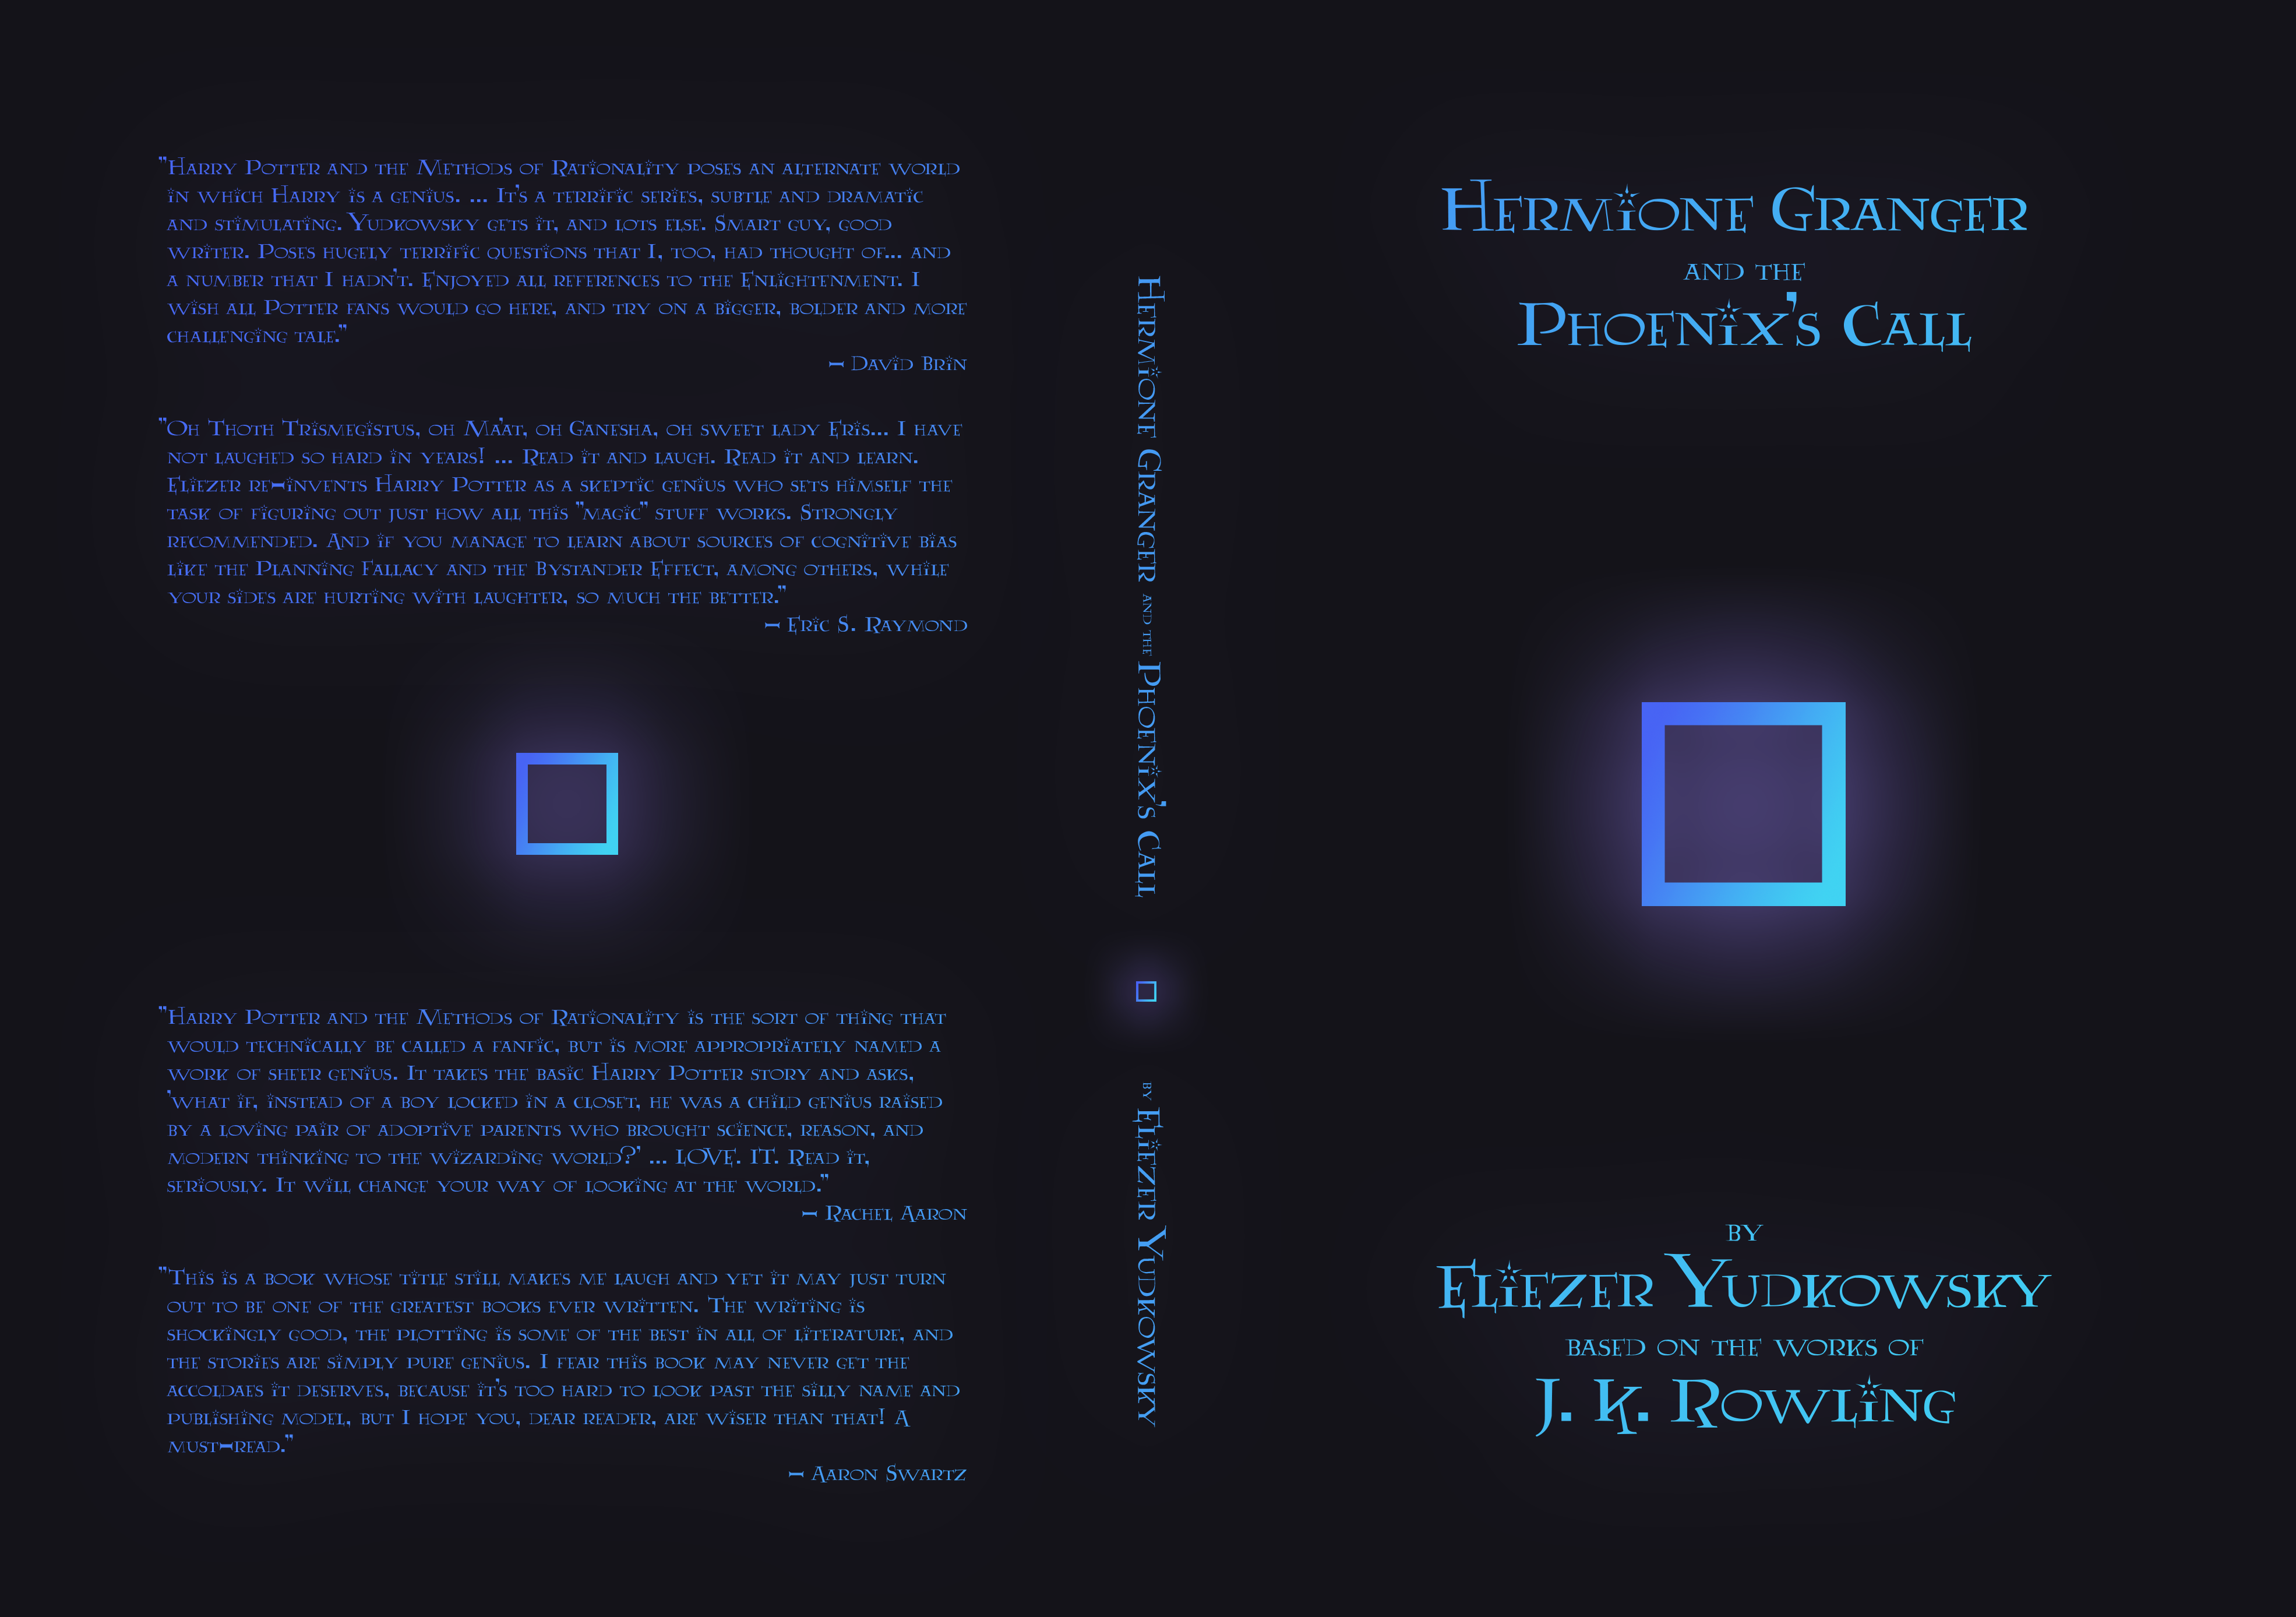 "Harry Potter and the Methods of Rationality poses an alternate world
in which Harry is a genius. ... It's a terrific series, subtle and dramatic
and stimulating. Yudkowsky gets it, and lots else. Smart guy, good
writer. Poses hugely terrific questions that I, too, had thought of... and
a number that I hadn't. Enjoyed all references to the Enlightenment. I
wish all Potter fans would go here, and try on a bigger, bolder and more
challenging tale."
- David Brin
"Oh Thoth Trismegistus, oh Ma'at, oh Ganesha, oh sweet lady Eris... I have
not laughed so hard in years! ... Read it and laugh. Read it and learn.
Eliezer re-invents Harry Potter as a skeptic genius who sets himself the
task of figuring out just how all this "magic" stuff works. Strongly
recommended. And if you manage to learn about sources of cognitive bias
like the Planning Fallacy and the Bystander Effect, among others, while
your sides are hurting with laughter, so much the better."
- Eric S. Raymond
"Harry Potter and the Methods of Rationality is the sort of thing that
would technically be called a fanfic, but is more appropriately named a
work of sheer genius. It takes the basic Harry Potter story and asks,
'what if, instead of a boy locked in a closet, he was a child genius raised
by a loving pair of adoptive parents who brought science, reason, and
modern thinking to the wizarding world?' ... LOVE. IT. Read it,
seriously. It will change your way of looking at the world."
- Rachel Aaron
"This is a book whose title still makes me laugh and yet it may just turn
out to be one of the greatest books ever written. The writing is
shockingly good, the plotting is some of the best in all of literature, and
the stories are simply pure genius. I fear this book may never get the
accoldaes it deserves, because it's too hard to look past the silly name and
publishing model, but I hope you, dear reader, are wiser than that! A
must-read."
- Aaron Swartz
Hermione Granger and the Phoenix's Call
by Eliezer Yudkowsky
Hermione Granger
and the
Phoenix's Call
by
Eliezer Yudkowsky
based on the works of
J. K. Rowling